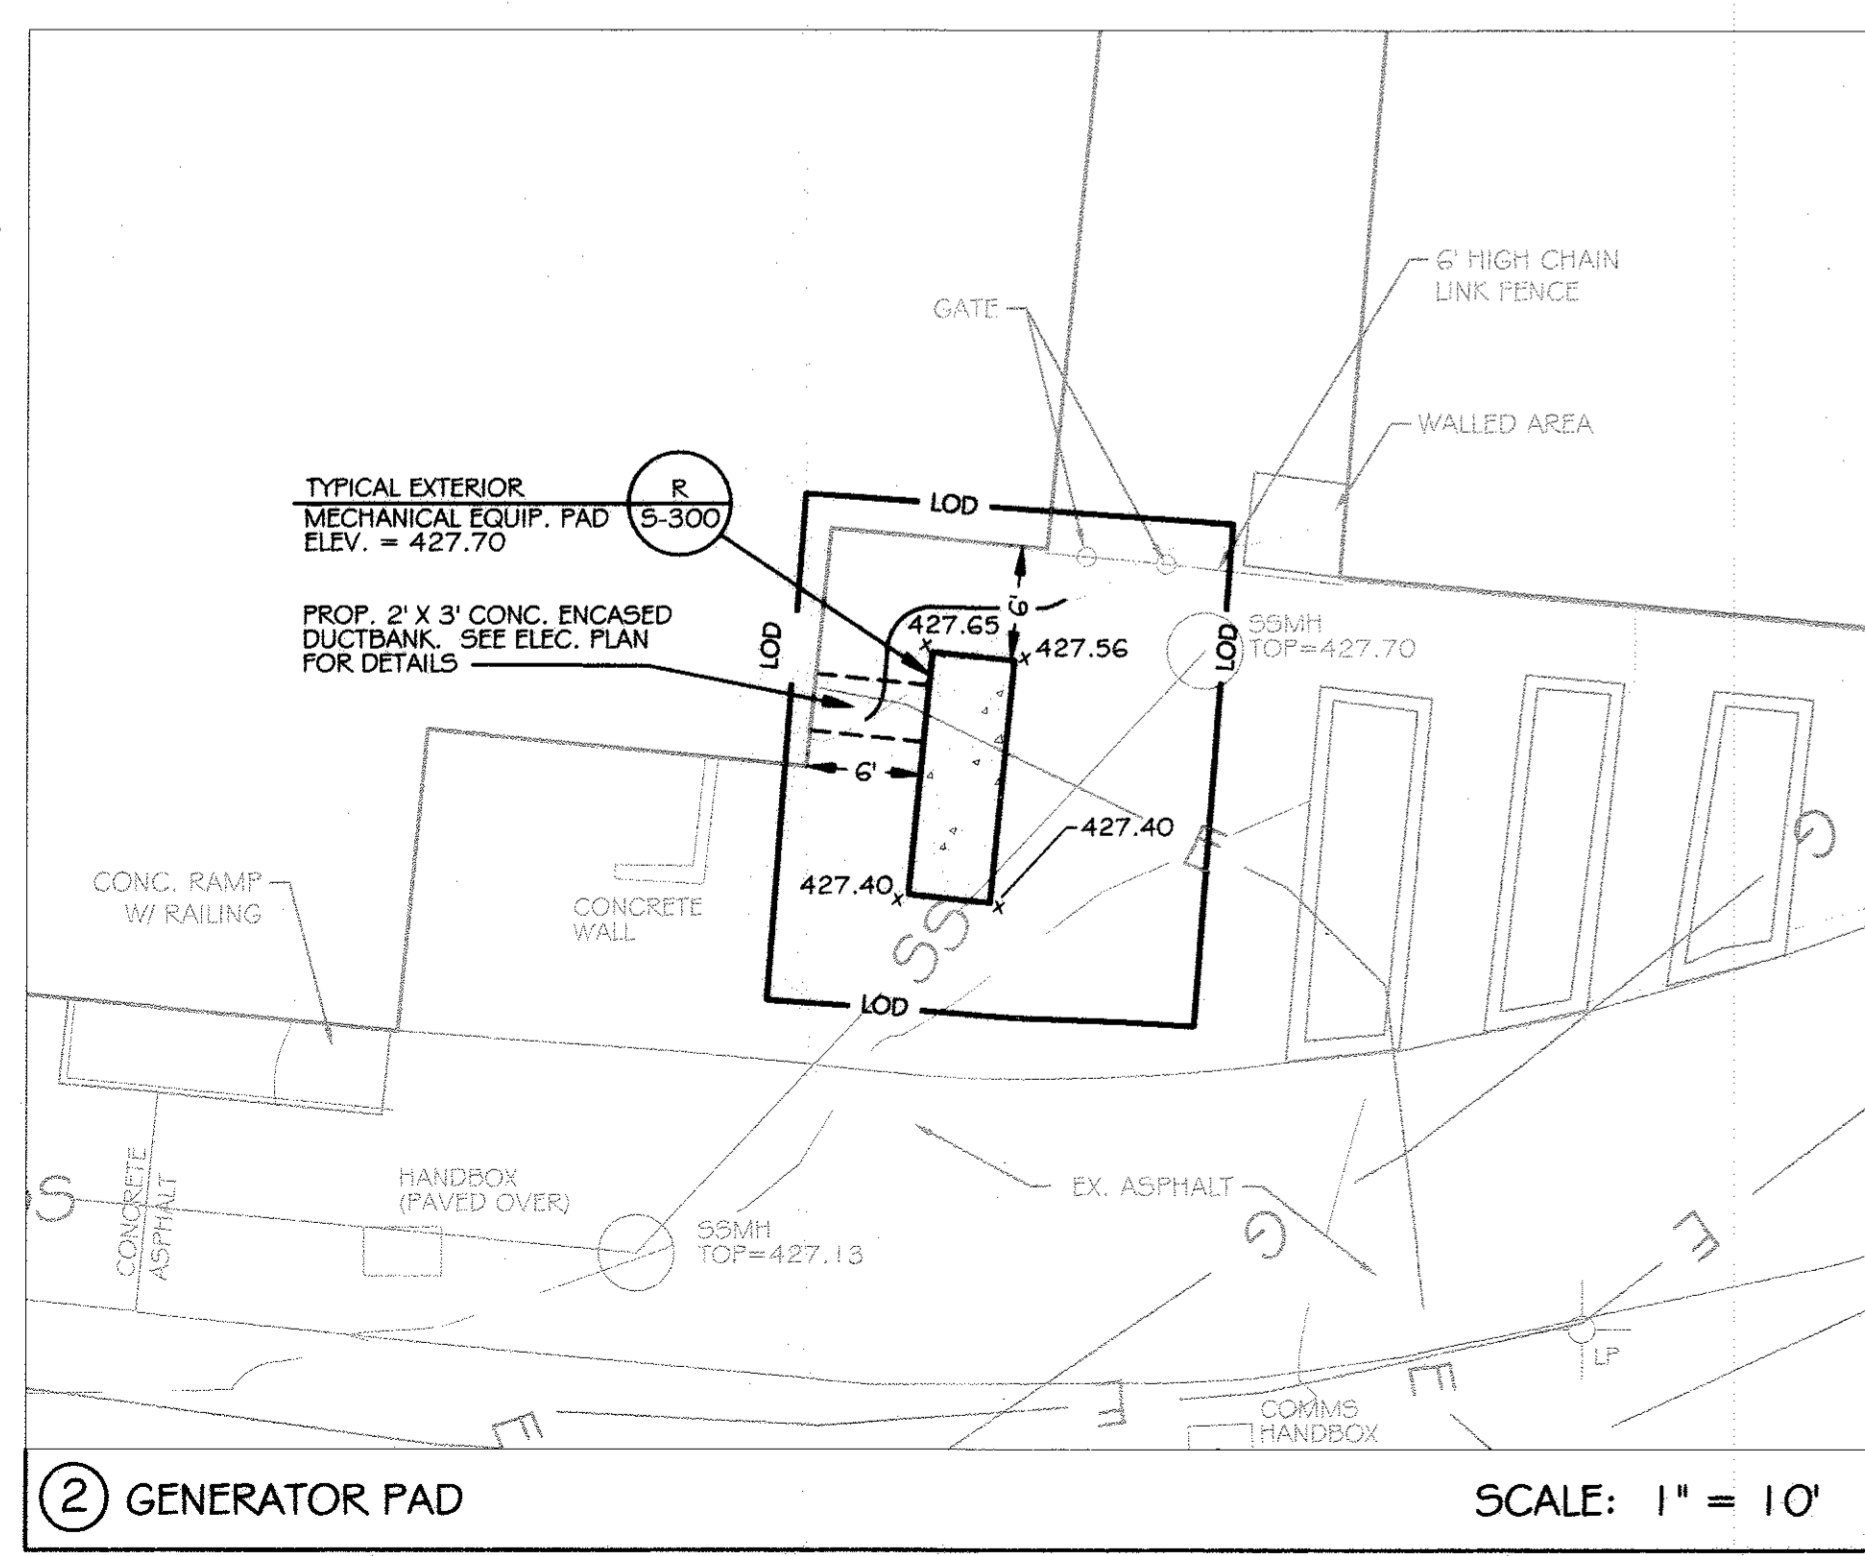 6' HIGH CHAIN
LINK FENCE
GATE
WALLED AREA
TYPICAL EXTERIOR
MECHANICAL EQUIP. PAD
ELEV. = 427.70
R
S-300
LOD
PROP. 2' X 3' CONC. ENCASED
DUCTBANK. SEE ELEC. PLAN
FOR DETAILS
LOD
6'
427.65
427.56
SSMH
TOP=427.70
LOD
6'
427.40
427.40
E
G
CONC. RAMP
W/ RAILING
CONCRETE
WALL
SS
LOD
CONCRETE
ASPHALT
S
HANDBOX
(PAVED OVER)
SSMH
TOP=427.13
EX. ASPHALT
G
E
LP
E
E
E
COMMS
HANDBOX
2 GENERATOR PAD
SCALE: 1" = 10'